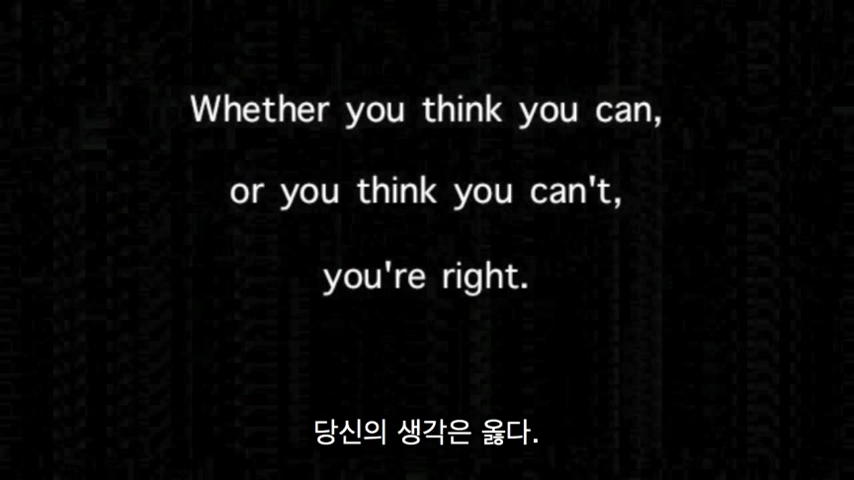 Whether you think you can,
or you think you can't,
you're right.
당신의 생각은 옳다.